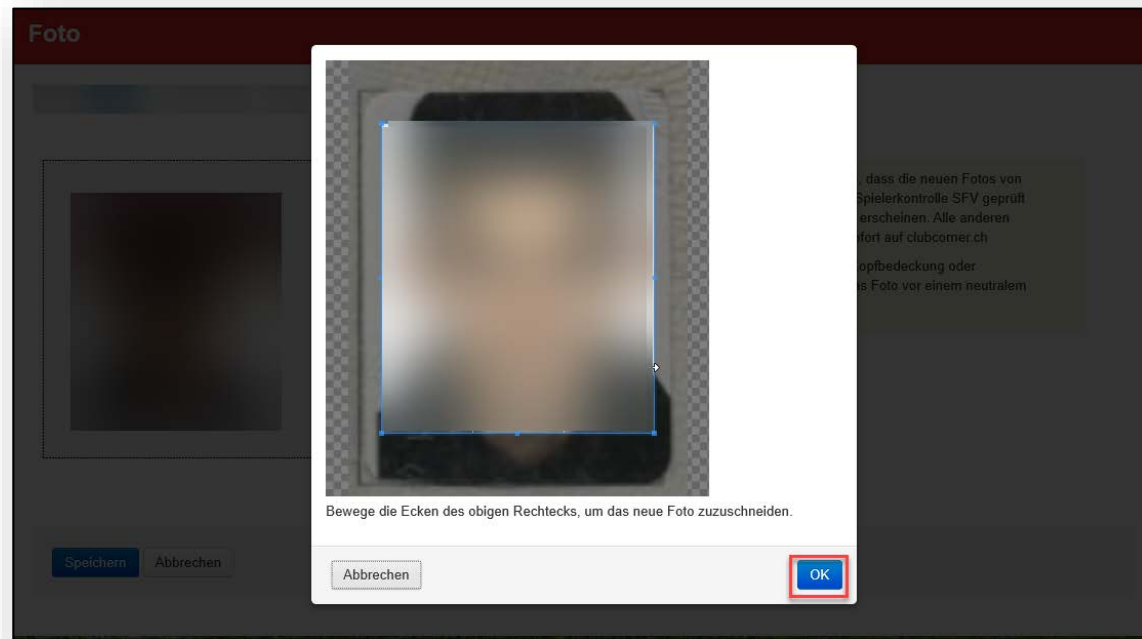 Foto
, dass die neuen Fotos von
Spielerkontrolle SFV geprüft
erscheinen. Alle anderen
ofort auf clubcorner.ch
opfbedeckung oder
s Foto vor einem neutralem
Bewege die Ecken des obigen Rechtecks, um das neue Foto zuzuschneiden.
Speichern Abbrechen
Abbrechen OK